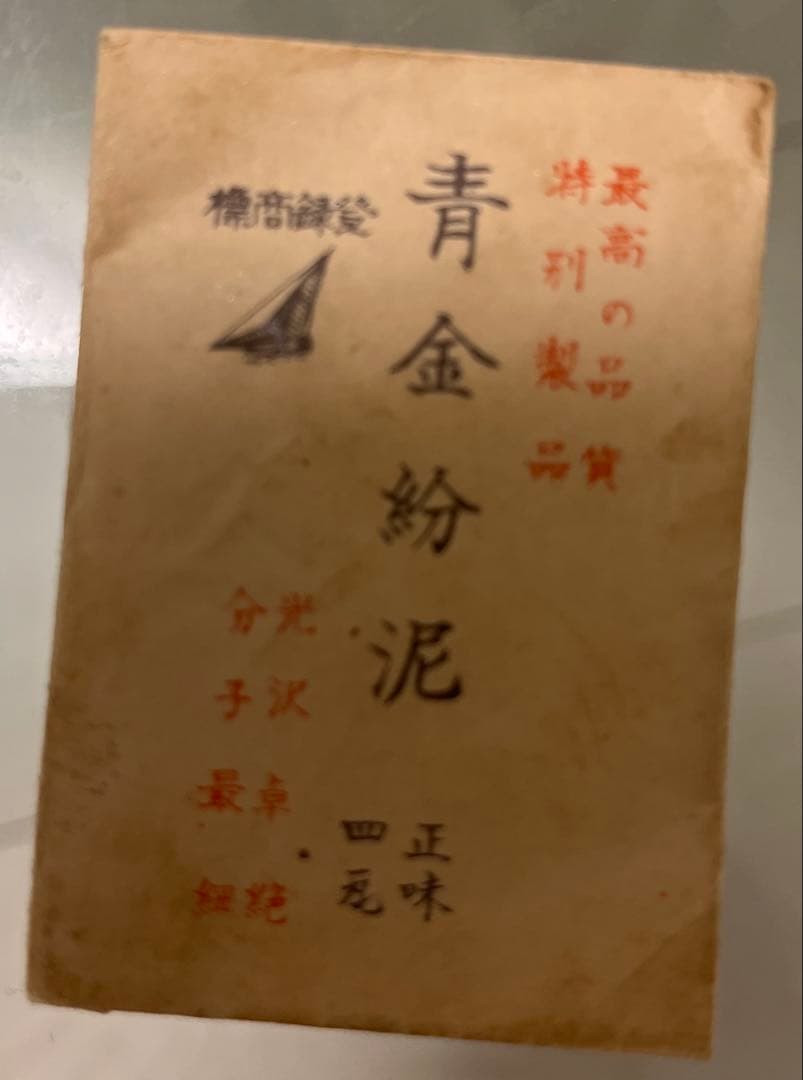 最高の品質
特別製品
青金紛泥
登録商標
正味
四瓦
光沢卓絶
分子最細